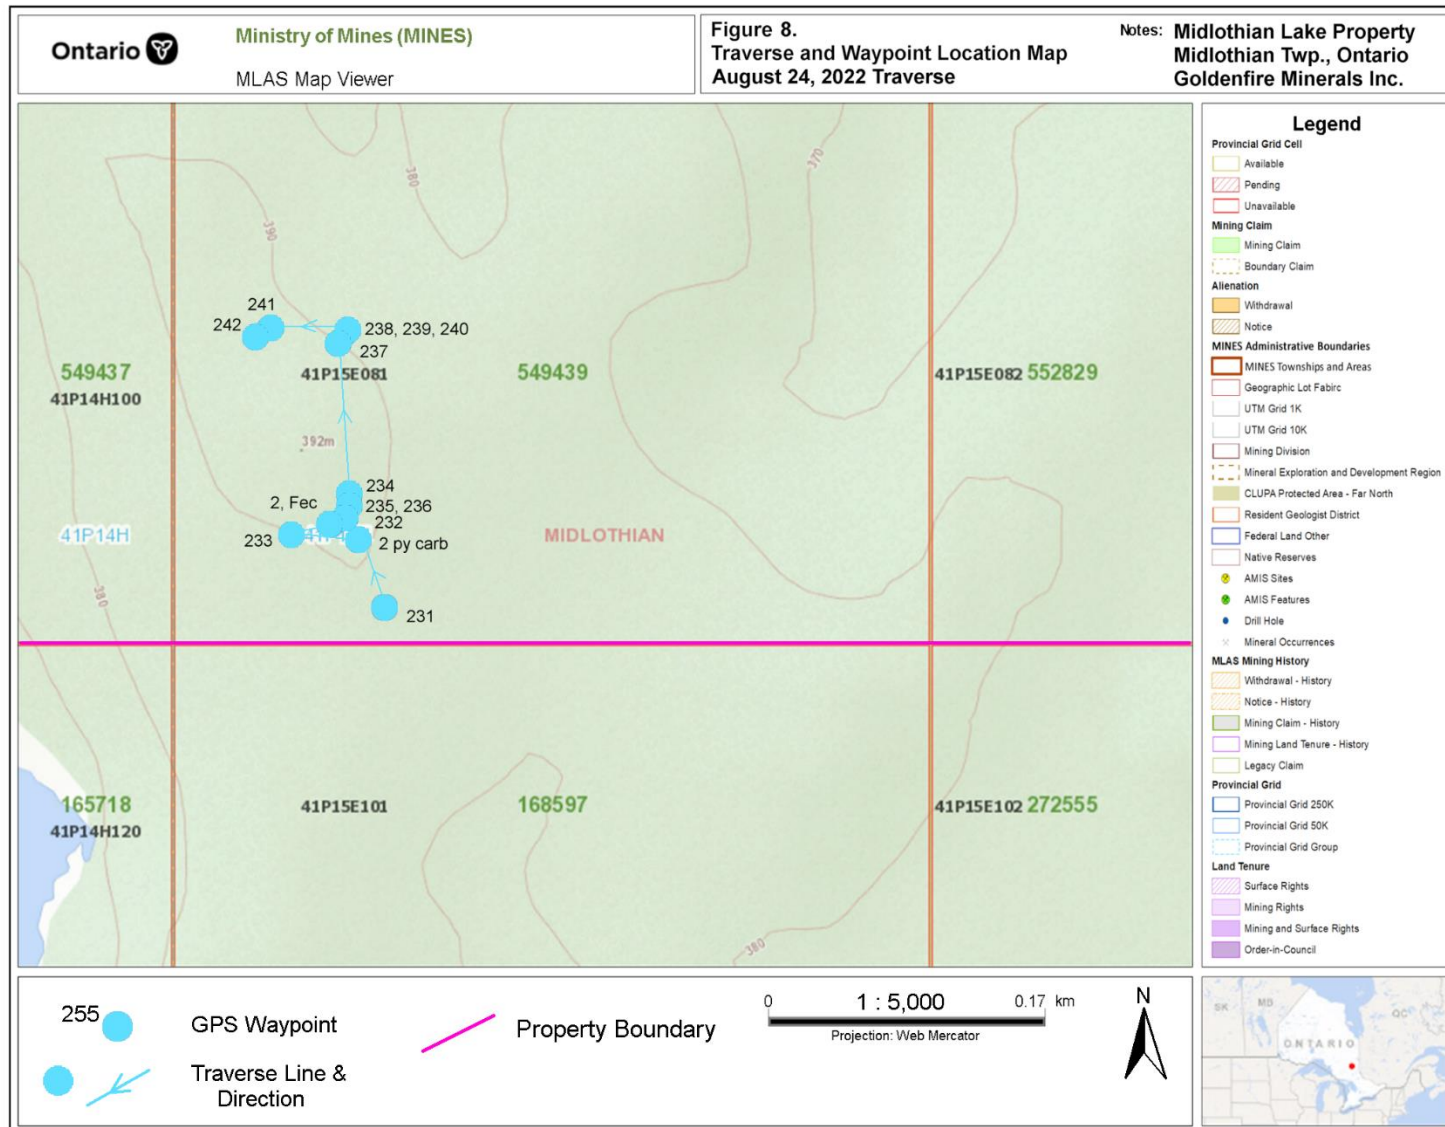 Ontario
Ministry of Mines (MINES)
MLAS Map Viewer
Figure 8.
Traverse and Waypoint Location Map
August 24, 2022 Traverse
Notes: Midlothian Lake Property
Midlothian Twp., Ontario
Goldenfire Minerals Inc.
370
380
390
241
242
238, 239, 240
237
549437
41P14H100
41P15E081
549439
41P15E082 552829
392m
234
2, Fec
235, 236
232
233
2 py carb
41P14H
MIDLOTHIAN
380
231
165718
41P14H120
41P15E101
168597
41P15E102 272555
380
Legend
Provincial Grid Cell
Available
Pending
Unavailable
Mining Claim
Mining Claim
Boundary Claim
Alienation
Withdrawal
Notice
MINES Administrative Boundaries
MINES Townships and Areas
Geographic Lot Fabirc
UTM Grid 1K
UTM Grid 10K
Mining Division
Mineral Exploration and Development Region
CLUPA Protected Area - Far North
Resident Geologist District
Federal Land Other
Native Reserves
AMIS Sites
AMIS Features
Drill Hole
Mineral Occurrences
MLAS Mining History
Withdrawal - History
Notice - History
Mining Claim - History
Mining Land Tenure - History
Legacy Claim
Provincial Grid
Provincial Grid 250K
Provincial Grid 50K
Provincial Grid Group
Land Tenure
Surface Rights
Mining Rights
Mining and Surface Rights
Order-in-Council
255
GPS Waypoint
Traverse Line &
Direction
Property Boundary
0 1 : 5,000 0.17 km
Projection: Web Mercator
N
SK
MB
ONTARIO
QC